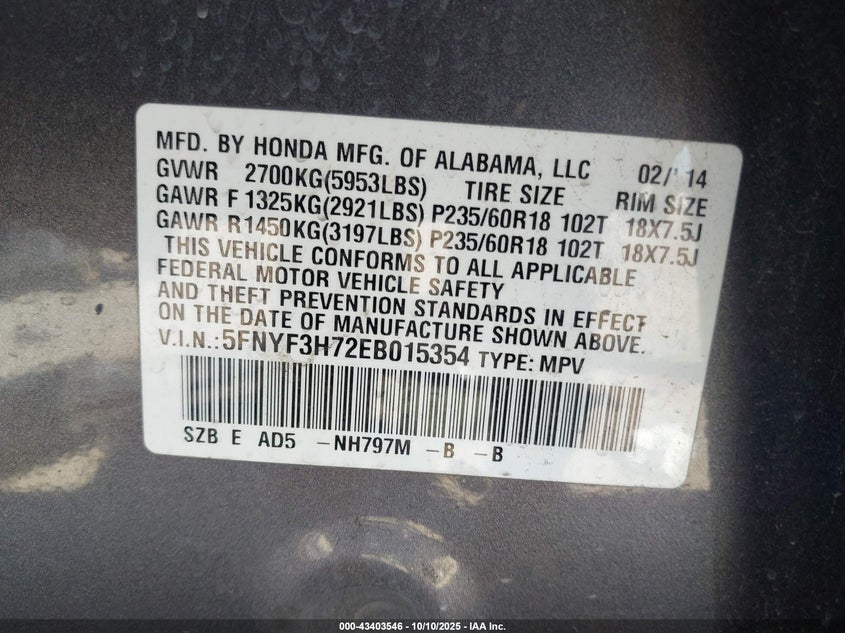 MFD. BY HONDA MFG. OF ALABAMA, LLC 02/'14
GVWR 2700KG(5953LBS) TIRE SIZE RIM SIZE
GAWR F 1325KG(2921LBS) P235/60R18 102T 18X7.5J
GAWR R1450KG(3197LBS) P235/60R18 102T 18X7.5J
THIS VEHICLE CONFORMS TO ALL APPLICABLE
FEDERAL MOTOR VEHICLE SAFETY
AND THEFT PREVENTION STANDARDS IN EFFECT
ON THE DATE OF MANUFACTURE SHOWN ABOVE.
V.I.N.:5FNYF3H72EB015354 TYPE: MPV
SZB E AD5 -NH797M -B -B
000-43403546 - 10/10/2025 - IAA Inc.